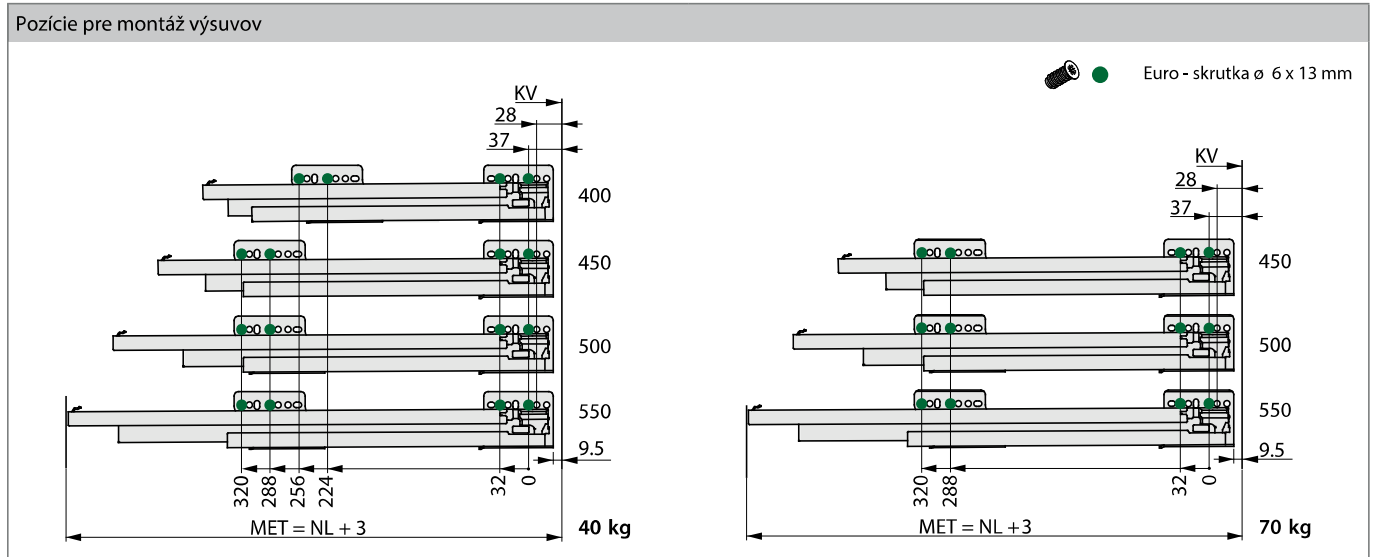 Pozície pre montáž výsuvov
Euro - skrutka ø 6 x 13 mm
KV
28
37
400
450
500
550
9.5
320
288
256
224
32
0
MET = NL + 3
40 kg
KV
28
37
450
500
550
9.5
320
288
32
0
MET = NL +3
70 kg